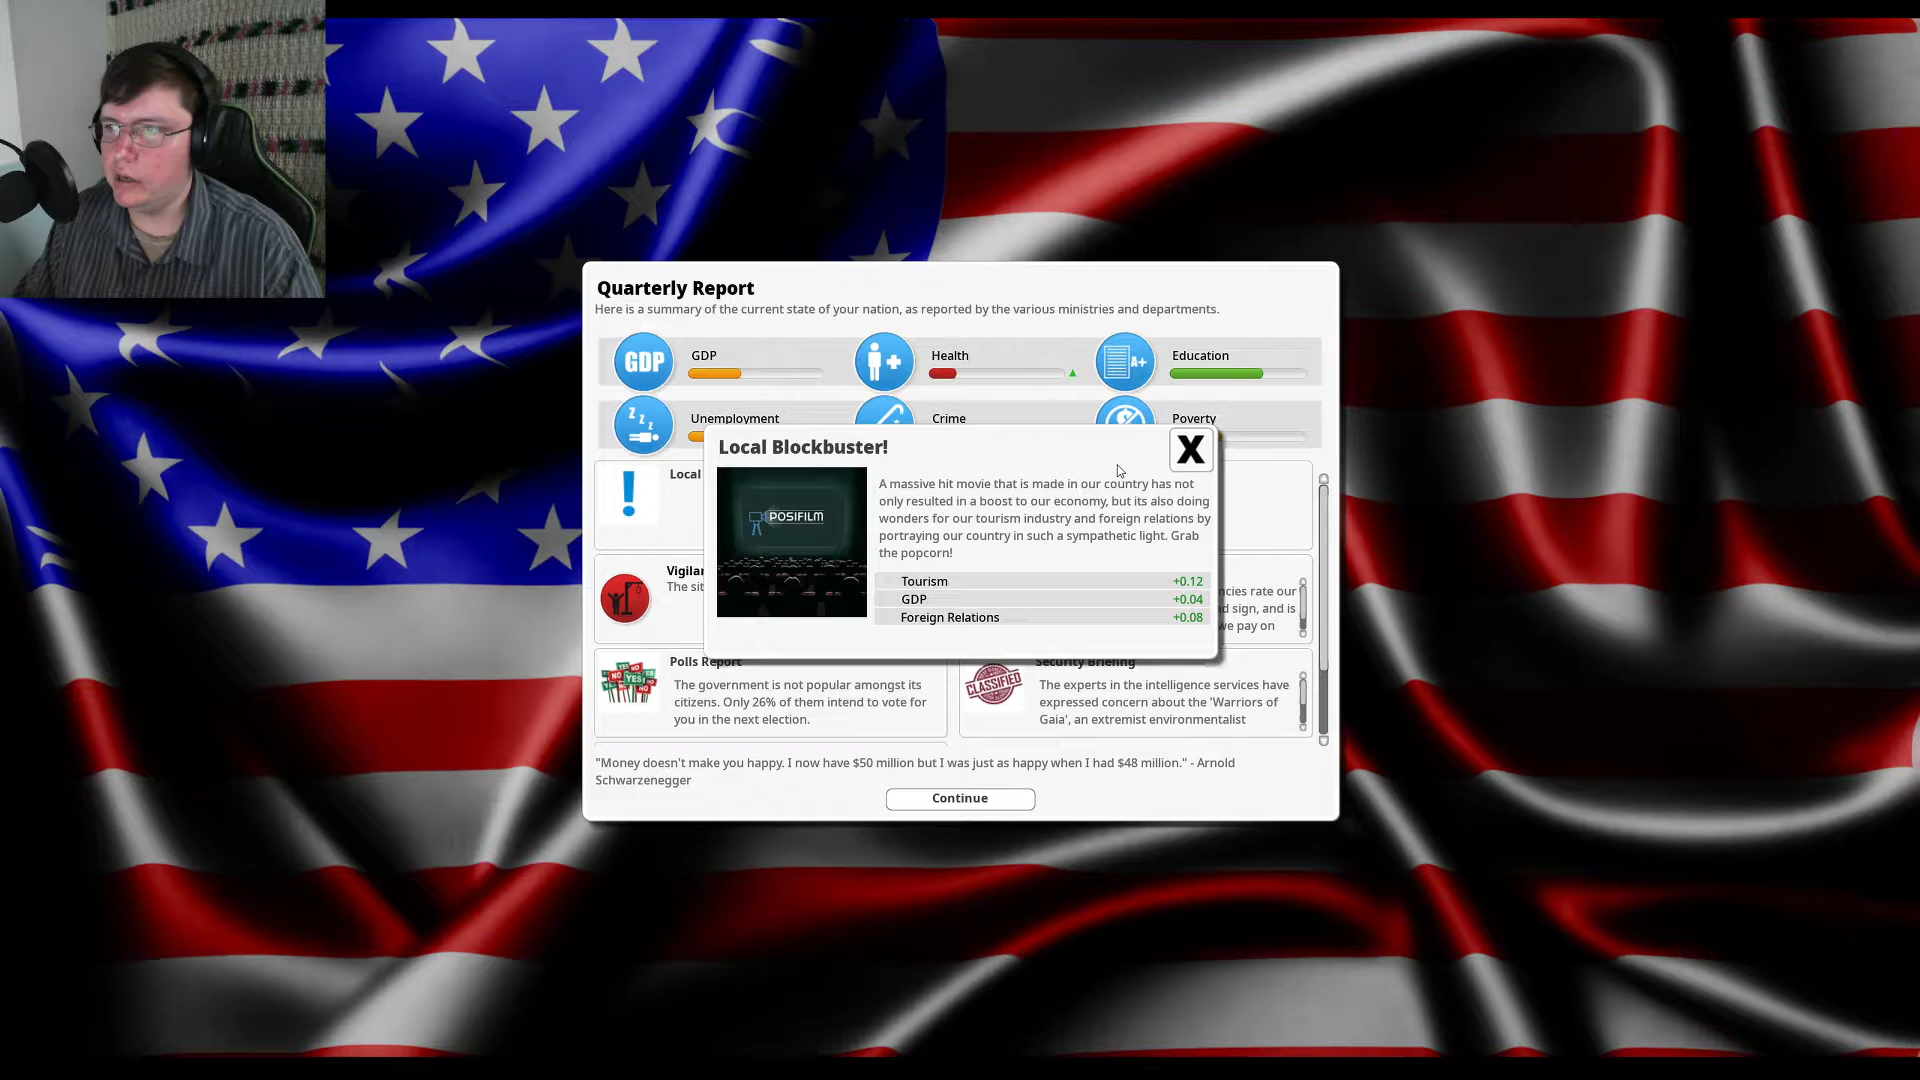 Quarterly Report
Here is a summary of the current state of your nation, as reported by the various ministries and departments.
GDP
GDP
Health
A+
Education
Z Z Z
Unemployment
Crime
Poverty
Local Blockbuster!
X
Local
POSIFILM
A massive hit movie that is made in our country has not
only resulted in a boost to our economy, but its also doing
wonders for our tourism industry and foreign relations by
portraying our country in such a sympathetic light. Grab
the popcorn!
Tourism +0.12
GDP +0.04
Foreign Relations +0.08
Vigilan
The sit
ncies rate our
d sign, and is
we pay on
Polls Report
The government is not popular amongst its
citizens. Only 26% of them intend to vote for
you in the next election.
YES NO NO YES NO
CLASSIFIED
Security Briefing
The experts in the intelligence services have
expressed concern about the 'Warriors of
Gaia', an extremist environmentalist
"Money doesn't make you happy. I now have $50 million but I was just as happy when I had $48 million." - Arnold
Schwarzenegger
Continue